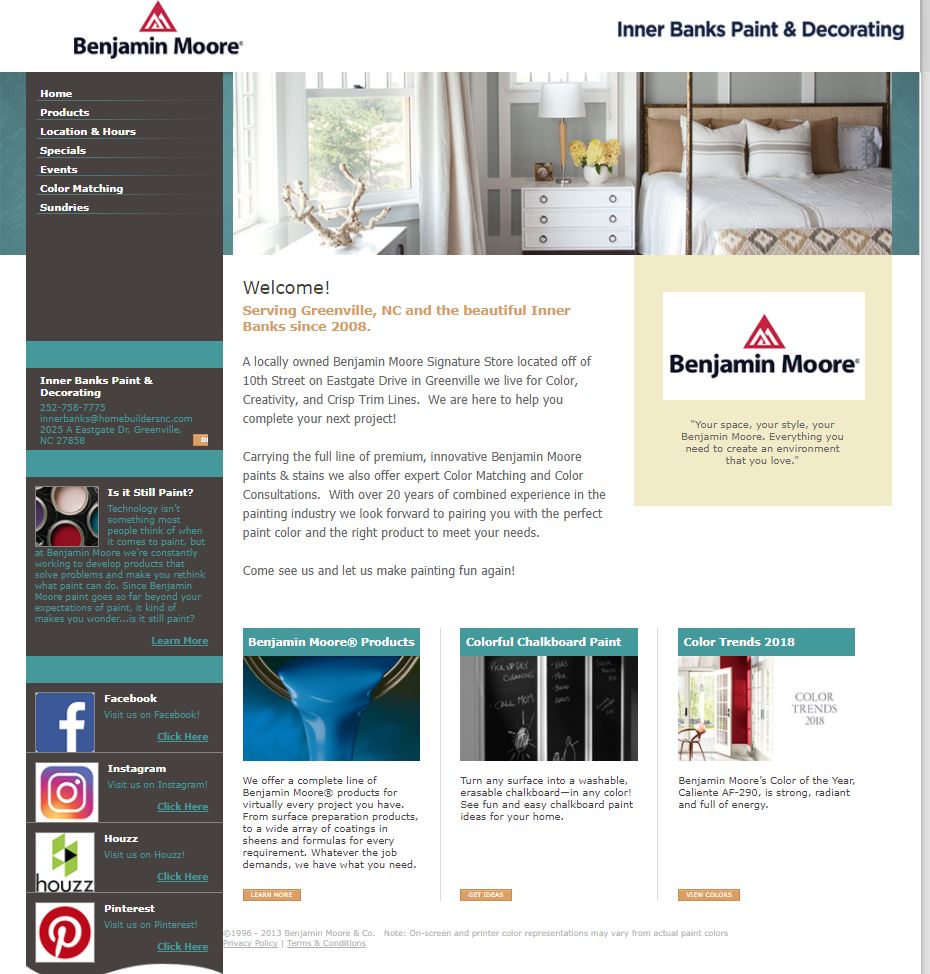 Benjamin Moore®
Inner Banks Paint & Decorating
Home
Products
Location & Hours
Specials
Events
Color Matching
Sundries
Inner Banks Paint &
Decorating
252-758-7775
innerbanks@homebuildersnc.com
2025 A Eastgate Dr. Greenville,
NC 27858
Is it Still Paint?
Technology isn't
something most
people think of when
it comes to paint, but
at Benjamin Moore we're constantly
working to develop products that
solve problems and make you rethink
what paint can do. Since Benjamin
Moore paint goes so far beyond your
expectations of paint, it kind of
makes you wonder...is it still paint?
Learn More
Facebook
Visit us on Facebook!
Click Here
Instagram
Visit us on Instagram!
Click Here
houzz
Houzz
Visit us on Houzz!
Click Here
Pinterest
Visit us on Pinterest!
Click Here
Welcome!
Serving Greenville, NC and the beautiful Inner
Banks since 2008.
A locally owned Benjamin Moore Signature Store located off of
10th Street on Eastgate Drive in Greenville we live for Color,
Creativity, and Crisp Trim Lines.  We are here to help you
complete your next project!
Carrying the full line of premium, innovative Benjamin Moore
paints & stains we also offer expert Color Matching and Color
Consultations.  With over 20 years of combined experience in the
painting industry we look forward to pairing you with the perfect
paint color and the right product to meet your needs.
Come see us and let us make painting fun again!
Benjamin Moore®
"Your space, your style, your
Benjamin Moore. Everything you
need to create an environment
that you love."
Benjamin Moore® Products
We offer a complete line of
Benjamin Moore® products for
virtually every project you have.
From surface preparation products,
to a wide array of coatings in
sheens and formulas for every
requirement. Whatever the job
demands, we have what you need.
LEARN MORE
Colorful Chalkboard Paint
PICK UP DRY
CLEANING
CALL MOM
Turn any surface into a washable,
erasable chalkboard—in any color!
See fun and easy chalkboard paint
ideas for your home.
GET IDEAS
Color Trends 2018
COLOR
TRENDS
2018
Benjamin Moore's Color of the Year,
Caliente AF-290, is strong, radiant
and full of energy.
VIEW COLORS
©1996 - 2013 Benjamin Moore & Co.   Note: On-screen and printer color representations may vary from actual paint colors
Privacy Policy | Terms & Conditions